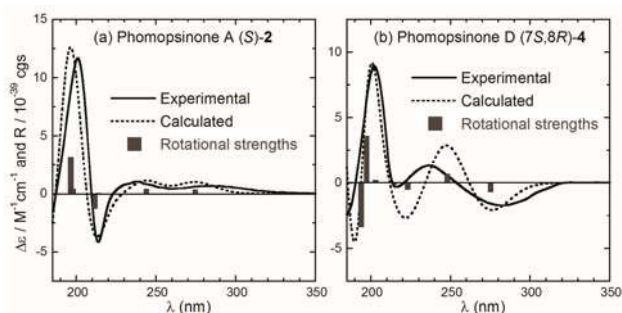 (a) Phomopsinone A (S)-2
Experimental
Calculated
Rotational strengths
15
10
5
0
-5
200 250 300 350
λ (nm)
Δε / M⁻¹cm⁻¹ and R / 10⁻³⁹ cgs
(b) Phomopsinone D (7S,8R)-4
Experimental
Calculated
Rotational strengths
10
5
0
-5
200 250 300 350
λ (nm)